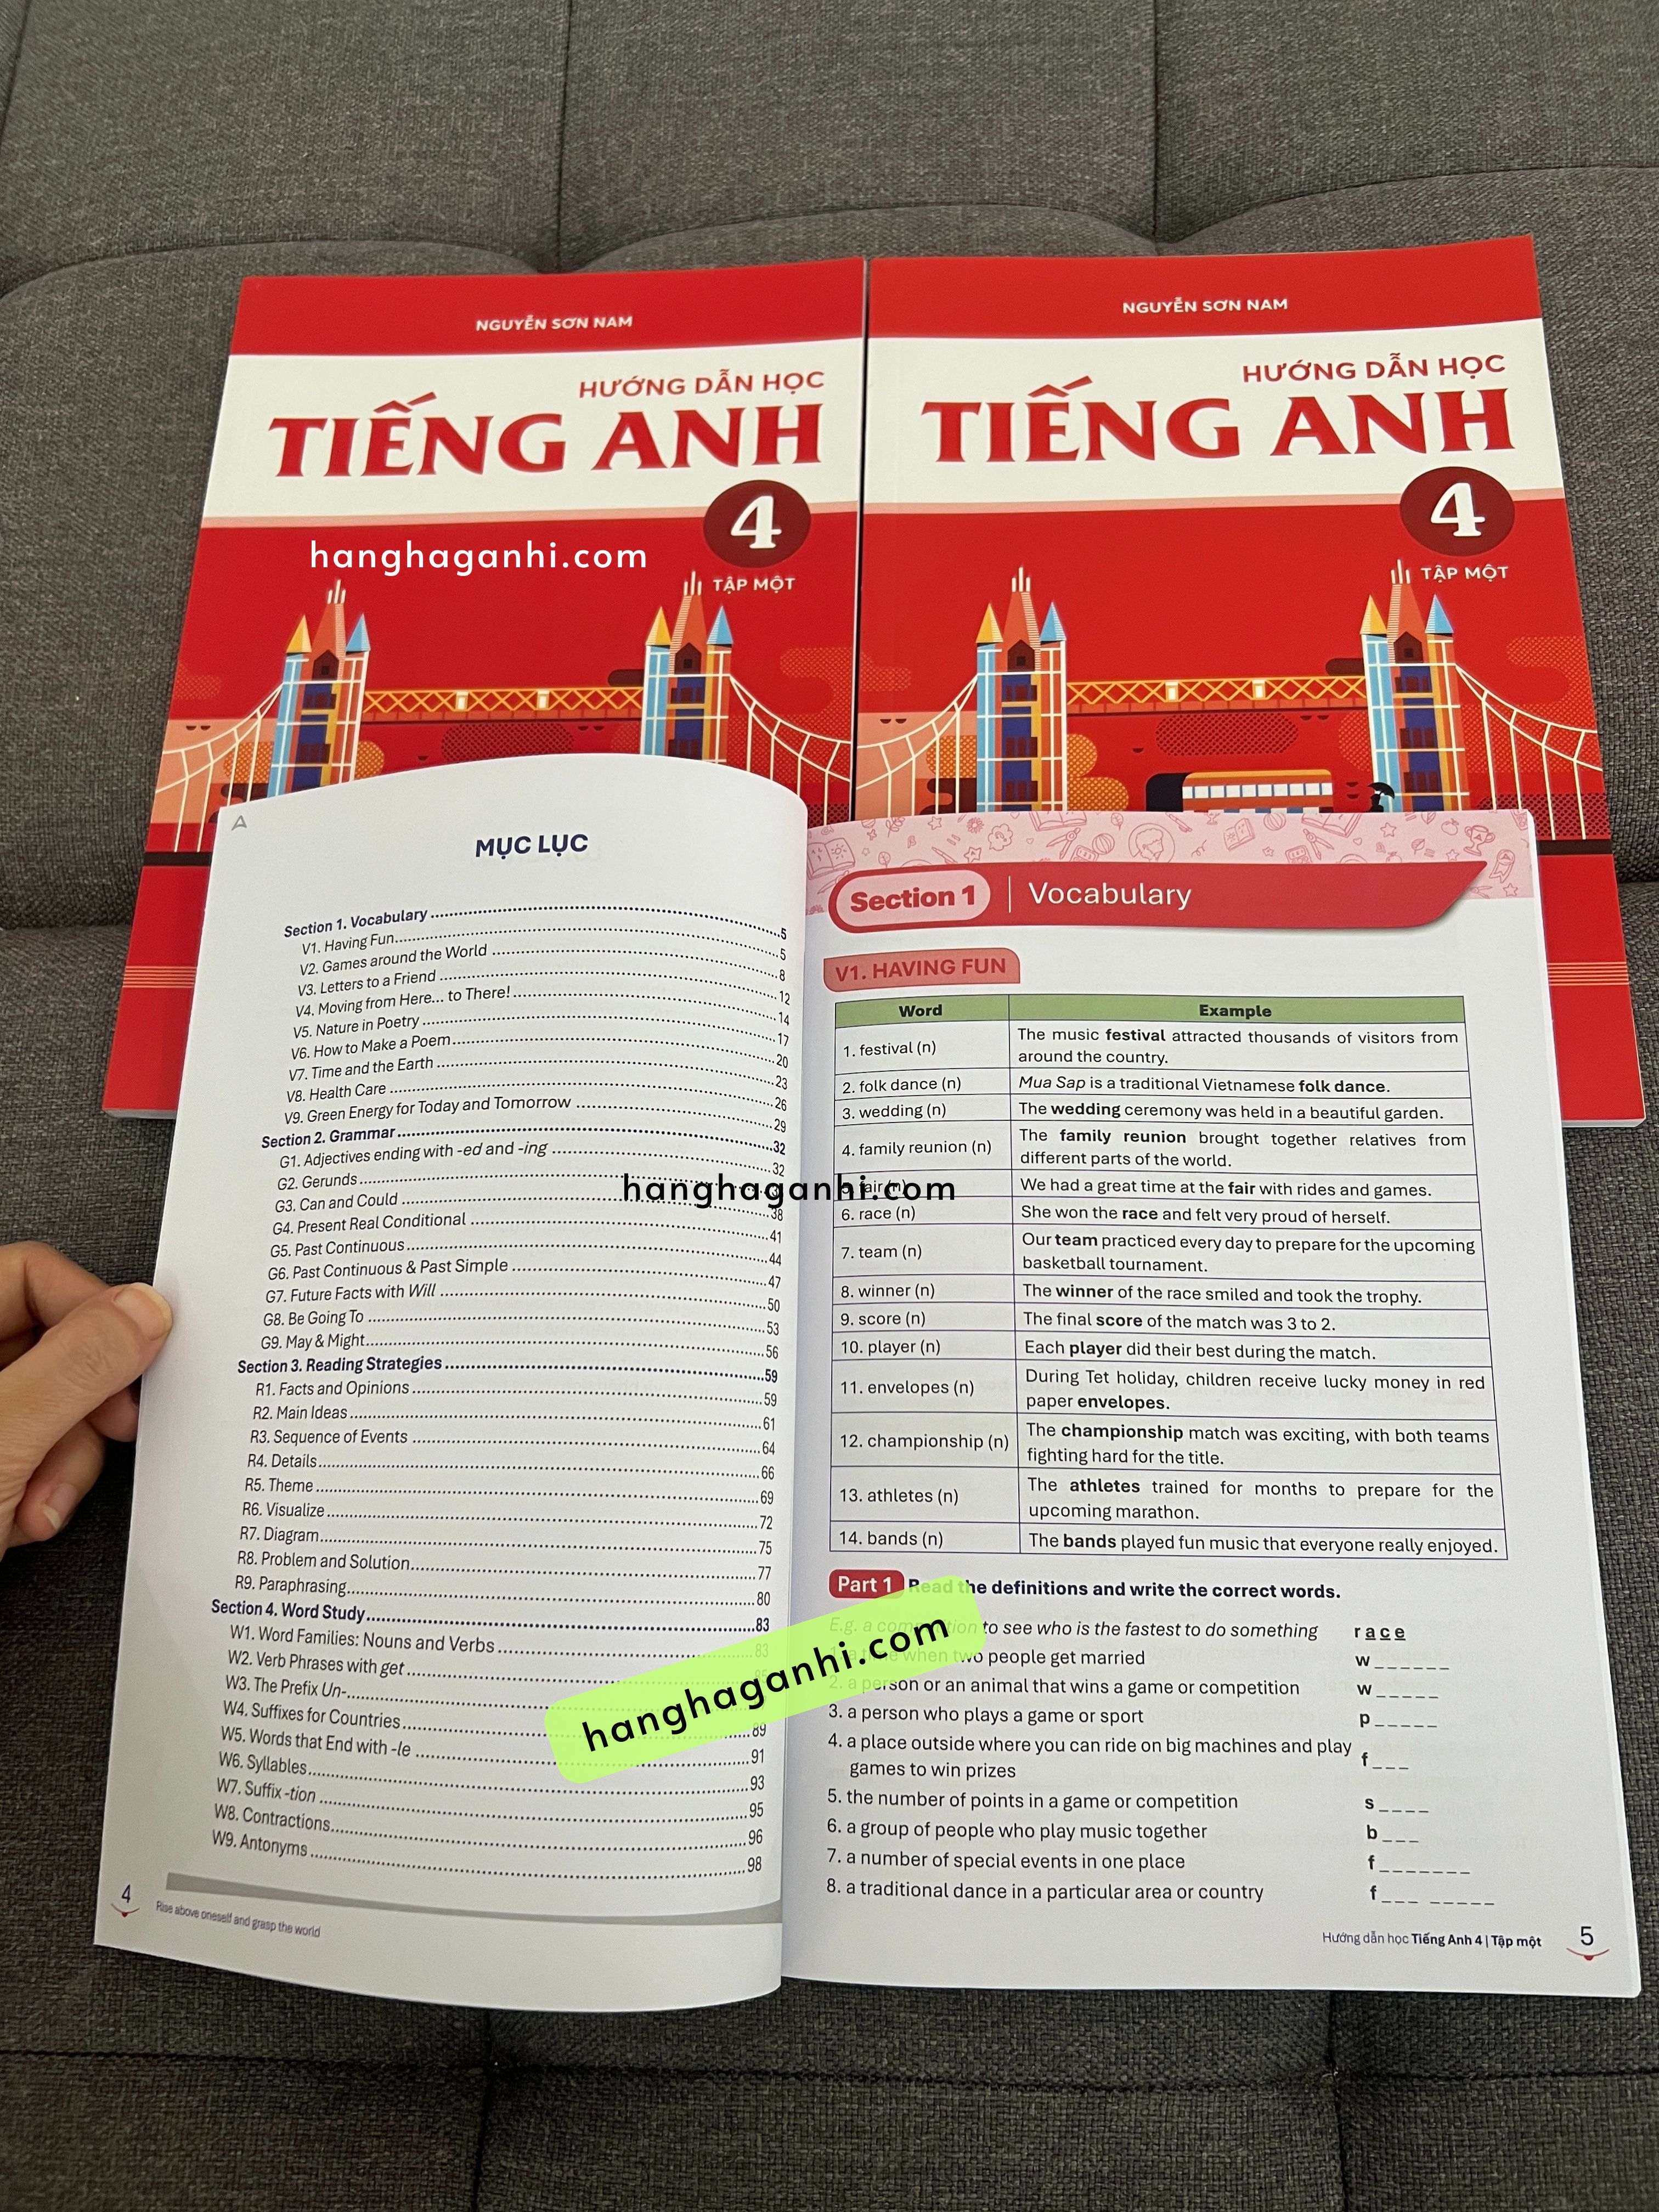 NGUYỄN SƠN NAM
HƯỚNG DẪN HỌC
TIẾNG ANH
4
TẬP MỘT
hanghaganhi.com
NGUYỄN SƠN NAM
HƯỚNG DẪN HỌC
TIẾNG ANH
4
TẬP MỘT
MỤC LỤC
Section 1. Vocabulary ..... 5
V1. Having Fun ..... 5
V2. Games around the World ..... 8
V3. Letters to a Friend ..... 12
V4. Moving from Here... to There! ..... 14
V5. Nature in Poetry ..... 17
V6. How to Make a Poem ..... 20
V7. Time and the Earth ..... 23
V8. Health Care ..... 26
V9. Green Energy for Today and Tomorrow ..... 29
Section 2. Grammar ..... 32
G1. Adjectives ending with -ed and -ing ..... 32
G2. Gerunds .....
G3. Can and Could ..... 38
G4. Present Real Conditional ..... 41
G5. Past Continuous ..... 44
G6. Past Continuous & Past Simple ..... 47
G7. Future Facts with Will ..... 50
G8. Be Going To ..... 53
G9. May & Might ..... 56
Section 3. Reading Strategies ..... 59
R1. Facts and Opinions ..... 59
R2. Main Ideas ..... 61
R3. Sequence of Events ..... 64
R4. Details ..... 66
R5. Theme ..... 69
R6. Visualize ..... 72
R7. Diagram ..... 75
R8. Problem and Solution ..... 77
R9. Paraphrasing ..... 80
Section 4. Word Study ..... 83
W1. Word Families: Nouns and Verbs ..... 83
W2. Verb Phrases with get .....
W3. The Prefix Un- .....
W4. Suffixes for Countries ..... 89
W5. Words that End with -le ..... 91
W6. Syllables ..... 93
W7. Suffix -tion ..... 95
W8. Contractions ..... 96
W9. Antonyms ..... 98
4
Rise above oneself and grasp the world
hanghaganhi.com
hanghaganhi.com
Section 1 | Vocabulary
V1. HAVING FUN
Word Example
1. festival (n) The music festival attracted thousands of visitors from
around the country.
2. folk dance (n) Mua Sap is a traditional Vietnamese folk dance.
3. wedding (n) The wedding ceremony was held in a beautiful garden.
4. family reunion (n) The family reunion brought together relatives from
different parts of the world.
5. fair (n) We had a great time at the fair with rides and games.
6. race (n) She won the race and felt very proud of herself.
7. team (n) Our team practiced every day to prepare for the upcoming
basketball tournament.
8. winner (n) The winner of the race smiled and took the trophy.
9. score (n) The final score of the match was 3 to 2.
10. player (n) Each player did their best during the match.
11. envelopes (n) During Tet holiday, children receive lucky money in red
paper envelopes.
12. championship (n) The championship match was exciting, with both teams
fighting hard for the title.
13. athletes (n) The athletes trained for months to prepare for the
upcoming marathon.
14. bands (n) The bands played fun music that everyone really enjoyed.
Part 1 Read the definitions and write the correct words.
E.g. a competition to see who is the fastest to do something r a c e
1. a time when two people get married w _ _ _ _ _ _
2. a person or an animal that wins a game or competition w _ _ _ _ _
3. a person who plays a game or sport p _ _ _ _ _
4. a place outside where you can ride on big machines and play
games to win prizes f _ _ _
5. the number of points in a game or competition s _ _ _ _
6. a group of people who play music together b _ _ _
7. a number of special events in one place f _ _ _ _ _ _ _
8. a traditional dance in a particular area or country f _ _ _ _ _ _ _ _
Hướng dẫn học Tiếng Anh 4 | Tập một 5